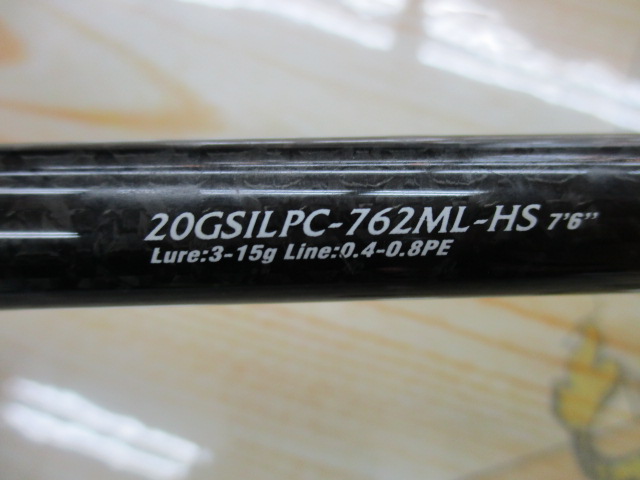 20GSILPC-762ML-HS 7'6"
Lure:3-15g Line:0.4-0.8PE